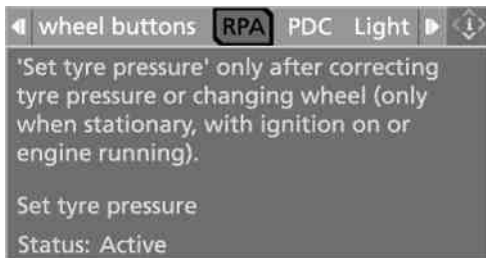 wheel buttons RPA PDC Light
'Set tyre pressure' only after correcting
tyre pressure or changing wheel (only
when stationary, with ignition on or
engine running).
Set tyre pressure
Status: Active